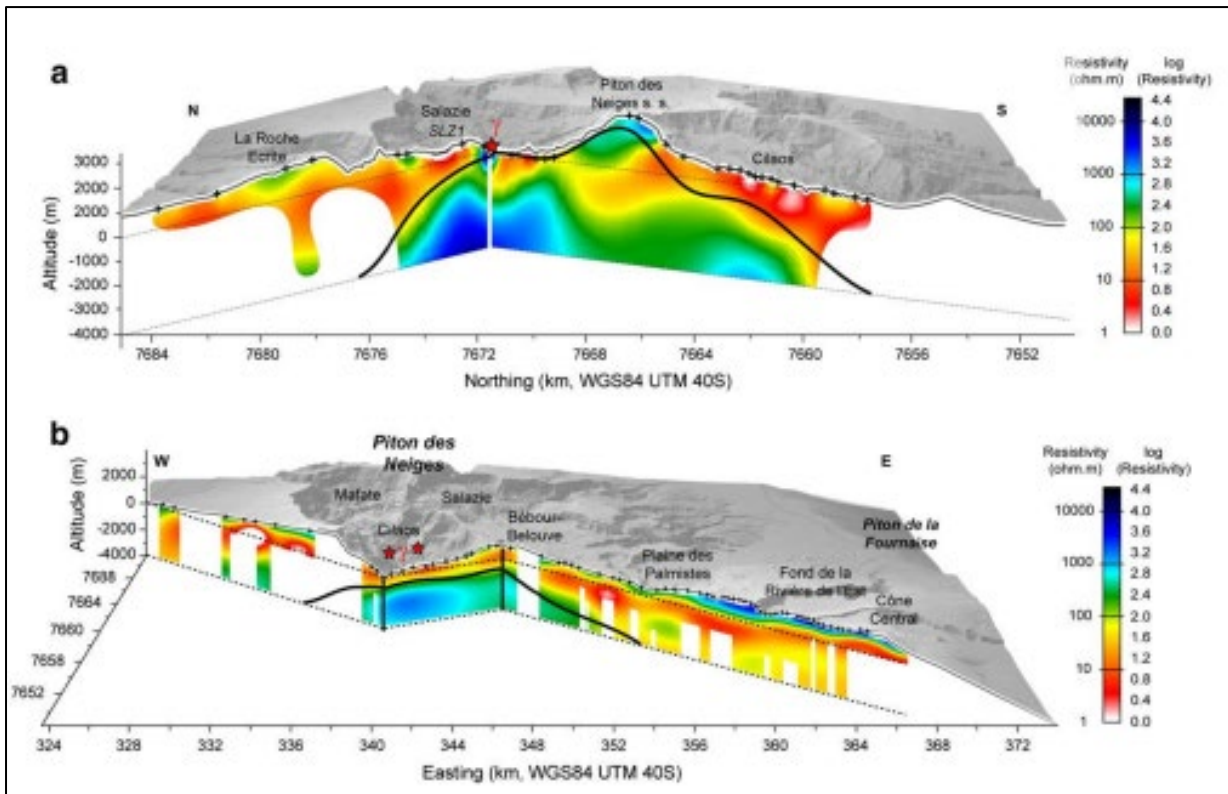 a
N
S
La Roche
Ecrite
Salazie
SLZ1
?
Piton des
Neiges s. s.
Cilaos
Altitude (m)
3000
2000
1000
0
-1000
-2000
-3000
-4000
7684
7680
7676
7672
7668
7664
7660
7656
7652
Northing (km, WGS84 UTM 40S)
Resistivity
(ohm.m)
log
(Resistivity)
10000
1000
100
10
1
4.4
4.0
3.6
3.2
2.8
2.4
2.0
1.6
1.2
0.8
0.4
0.0
b
W
E
Piton des
Neiges
Mafate
Salazie
Cilaos
?
Bébour-
Belouve
Plaine des
Palmistes
Fond de la
Rivière de l'Est
Cône
Central
Piton de la
Fournaise
Altitude (m)
2000
0
-2000
-4000
7688
7664
7660
7658
7652
324
328
332
336
340
344
348
352
356
360
364
368
372
Easting (km, WGS84 UTM 40S)
Resistivity
(ohm.m)
log
(Resistivity)
10000
1000
100
10
1
4.4
4.0
3.6
3.2
2.8
2.4
2.0
1.6
1.2
0.8
0.4
0.0